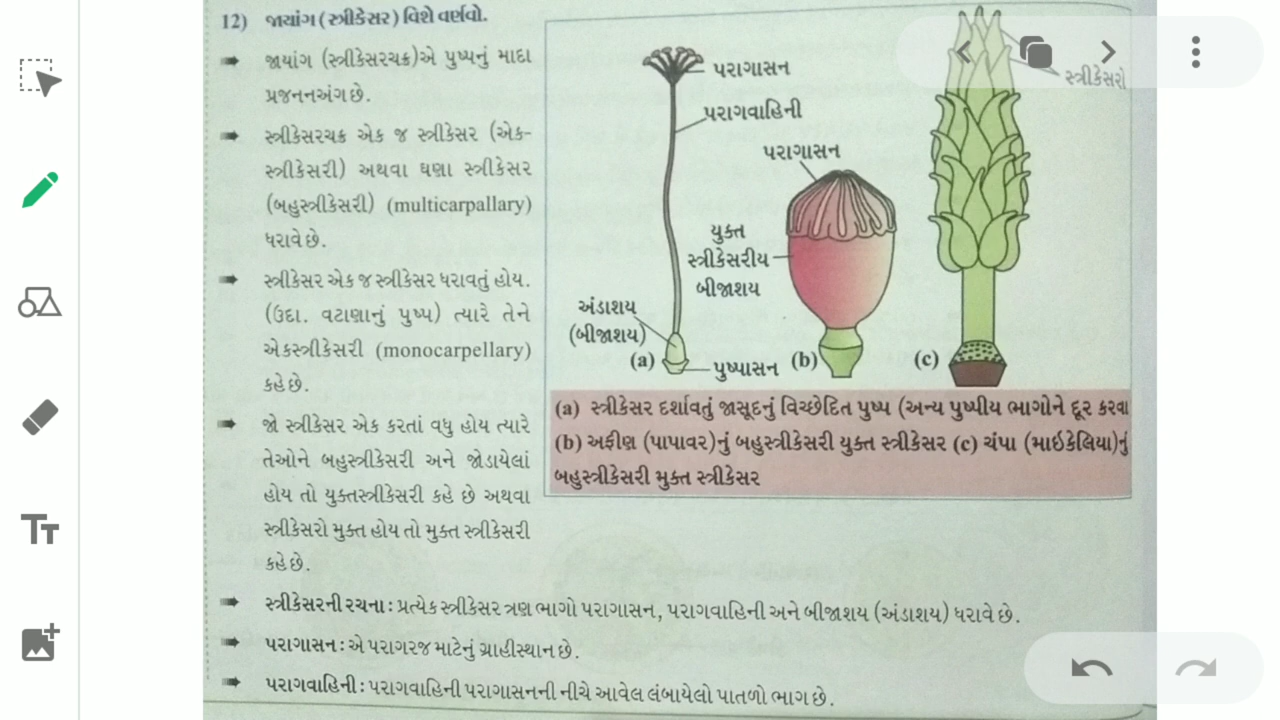 12) જાયાંગ (સ્ત્રીકેસર) વિશે વર્ણવો.
જાયાંગ (સ્ત્રીકેસરચક્ર)એ પુષ્પનું માદા
પ્રજનનઅંગ છે.
સ્ત્રીકેસરચક્ર એક જ સ્ત્રીકેસર (એક-
સ્ત્રીકેસરી) અથવા ઘણા સ્ત્રીકેસર
(બહુસ્ત્રીકેસરી) (multicarpallary)
ધરાવે છે.
સ્ત્રીકેસર એક જ સ્ત્રીકેસર ધરાવતું હોય.
(ઉદા. વટાણાનું પુષ્પ) ત્યારે તેને
એકસ્ત્રીકેસરી (monocarpellary)
કહે છે.
જો સ્ત્રીકેસર એક કરતાં વધુ હોય ત્યારે
તેઓને બહુસ્ત્રીકેસરી અને જોડાયેલાં
હોય તો યુક્તસ્ત્રીકેસરી કહે છે અથવા
સ્ત્રીકેસરો મુક્ત હોય તો મુક્ત સ્ત્રીકેસરી
કહે છે.
પરાગાસન
પરાગવાહિની
પરાગાસન
સ્ત્રીકેસરો
યુક્ત
સ્ત્રીકેસરીય
બીજાશય
અંડાશય
(બીજાશય)
(a)
પુષ્પાસન
(b)
(c)
(a) સ્ત્રીકેસર દર્શાવતું જાસૂદનું વિચ્છેદિત પુષ્પ (અન્ય પુષ્પીય ભાગોને દૂર કરવા
(b) અફીણ (પાપાવર)નું બહુસ્ત્રીકેસરી યુક્ત સ્ત્રીકેસર (c) ચંપા (માઇકેલિયા)નું
બહુસ્ત્રીકેસરી મુક્ત સ્ત્રીકેસર
સ્ત્રીકેસરની રચના : પ્રત્યેક સ્ત્રીકેસર ત્રણ ભાગો પરાગાસન, પરાગવાહિની અને બીજાશય (અંડાશય) ધરાવે છે.
પરાગાસન : એ પરાગરજ માટેનું ગ્રાહીસ્થાન છે.
પરાગવાહિની : પરાગવાહિની પરાગાસનની નીચે આવેલ લંબાયેલો પાતળો ભાગ છે.